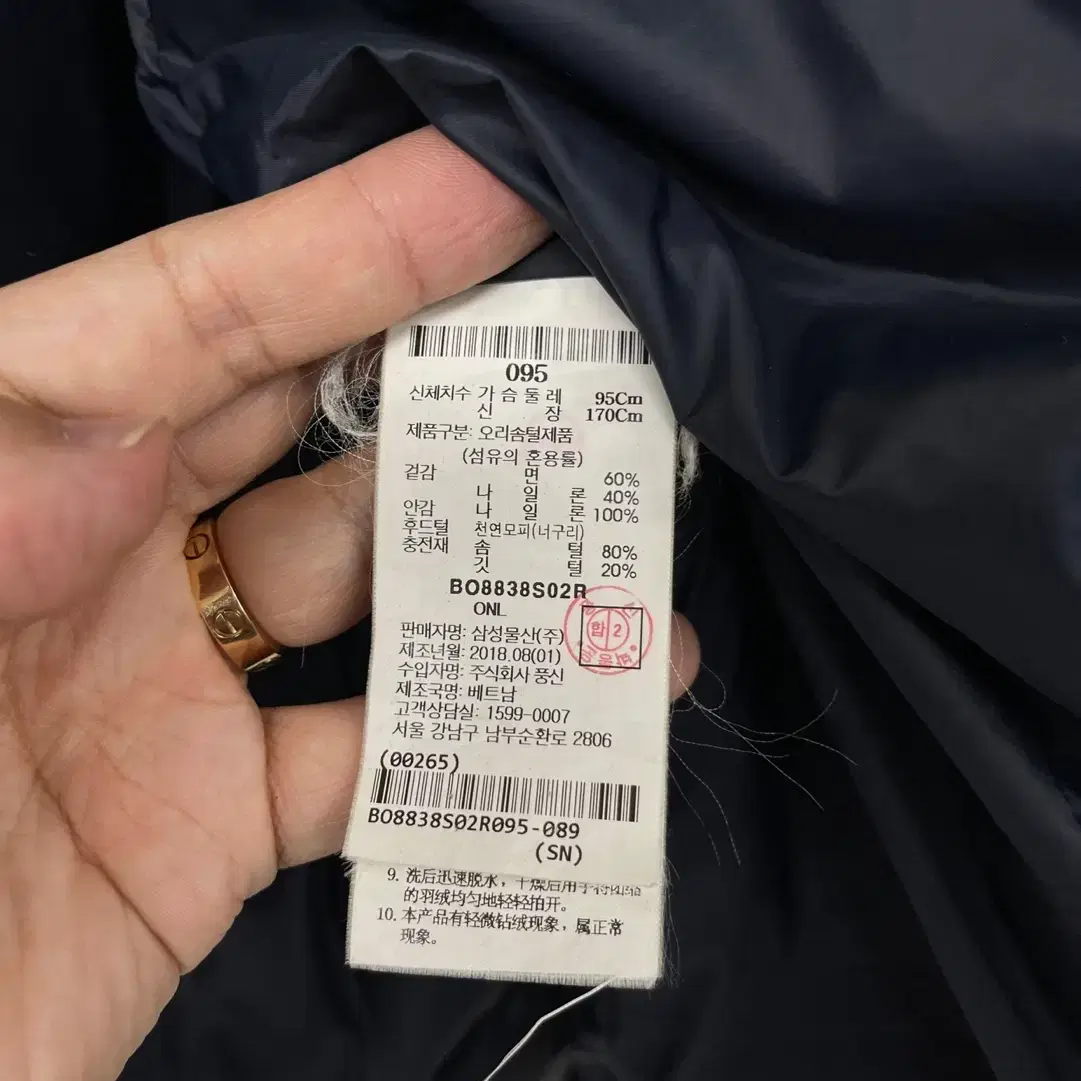 095
신체치수 가 슴 둘 레 95Cm
신 장 170Cm
제품구분: 오리솜털제품
(섬유의 혼용률)
겉감 면 60%
나 일 론 40%
안감 나 일 론 100%
후드털 천연모피(너구리)
충전재 솜 털 80%
깃 털 20%
BO8838S02R
ONL
합 2
판매자명: 삼성물산(주)
제조년월: 2018.08(01)
수입자명: 주식회사 풍신
제조국명: 베트남
고객상담실: 1599-0007
서울 강남구 남부순환로 2806
(00265)
BO8838S02R095-089
(SN)
9. 洗后迅速脱水，干燥后用手将团缩
的羽绒均匀地轻轻拍开。
10. 本产品有轻微钻绒现象，属正常
现象。